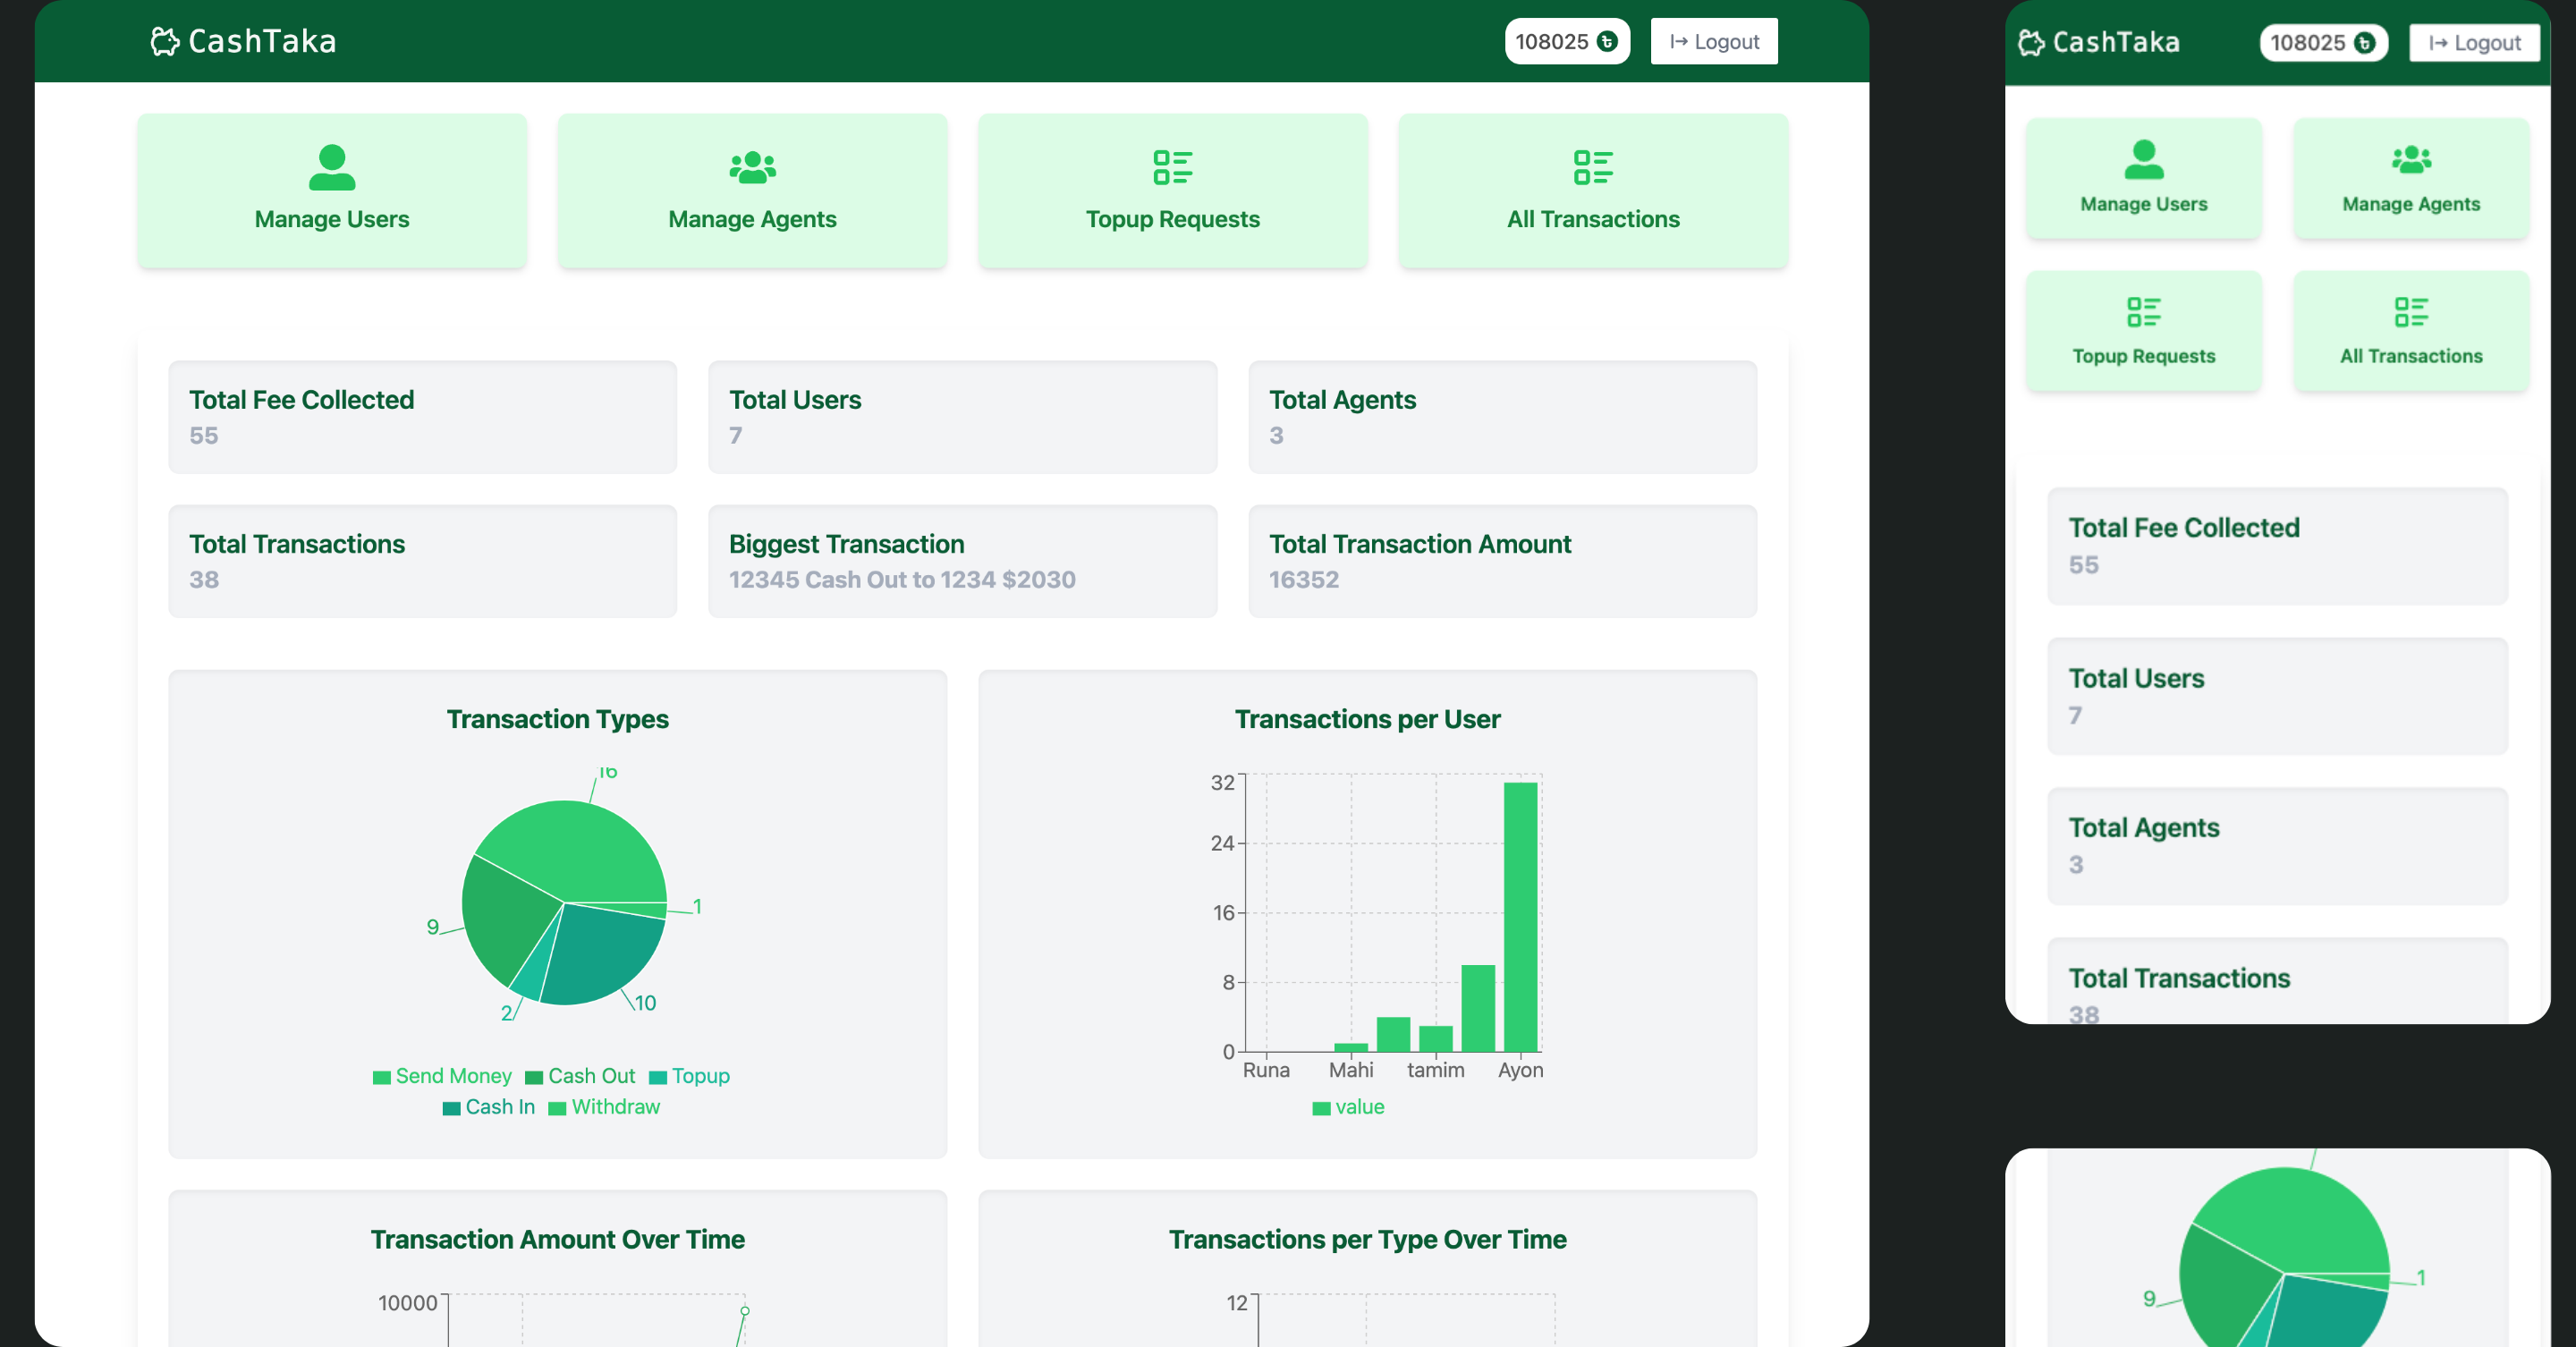 CashTaka
108025 ৳
Logout
Manage Users
Manage Agents
Topup Requests
All Transactions
Total Fee Collected
55
Total Users
7
Total Agents
3
Total Transactions
38
Biggest Transaction
12345 Cash Out to 1234 $2030
Total Transaction Amount
16352
Transaction Types
16
1
9
10
2
Send Money Cash Out Topup
Cash In Withdraw
Transactions per User
32
24
16
8
0
Runa Mahi tamim Ayon
value
Transaction Amount Over Time
10000
Transactions per Type Over Time
12
CashTaka
108025 ৳
Logout
Manage Users
Manage Agents
Topup Requests
All Transactions
Total Fee Collected
55
Total Users
7
Total Agents
3
Total Transactions
38
1
9